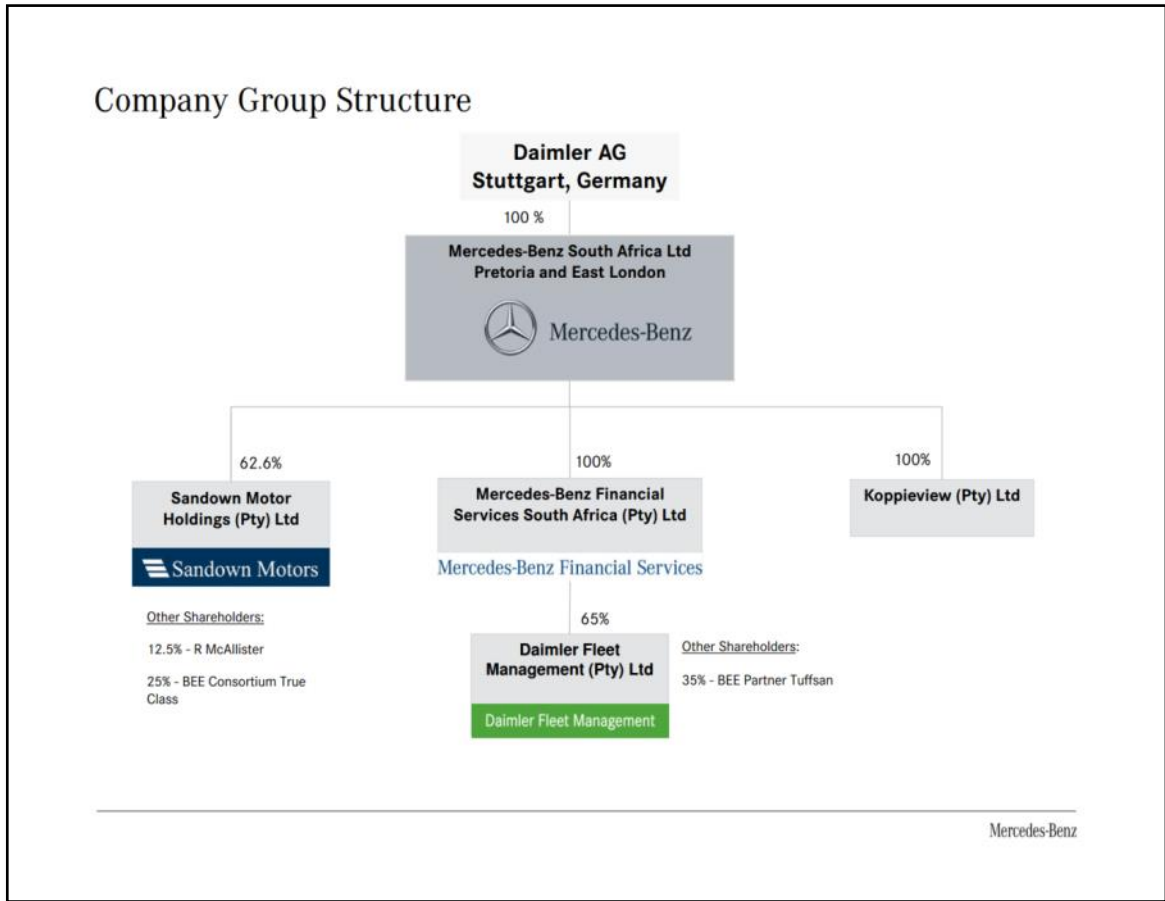 Company Group Structure
Daimler AG
Stuttgart, Germany
100 %
Mercedes-Benz South Africa Ltd
Pretoria and East London
Mercedes-Benz
62.6%
100%
100%
Sandown Motor
Holdings (Pty) Ltd
Sandown Motors
Mercedes-Benz Financial
Services South Africa (Pty) Ltd
Mercedes-Benz Financial Services
Koppieview (Pty) Ltd
Other Shareholders:
12.5% - R McAllister
25% - BEE Consortium True
Class
65%
Daimler Fleet
Management (Pty) Ltd
Daimler Fleet Management
Other Shareholders:
35% - BEE Partner Tuffsan
Mercedes-Benz